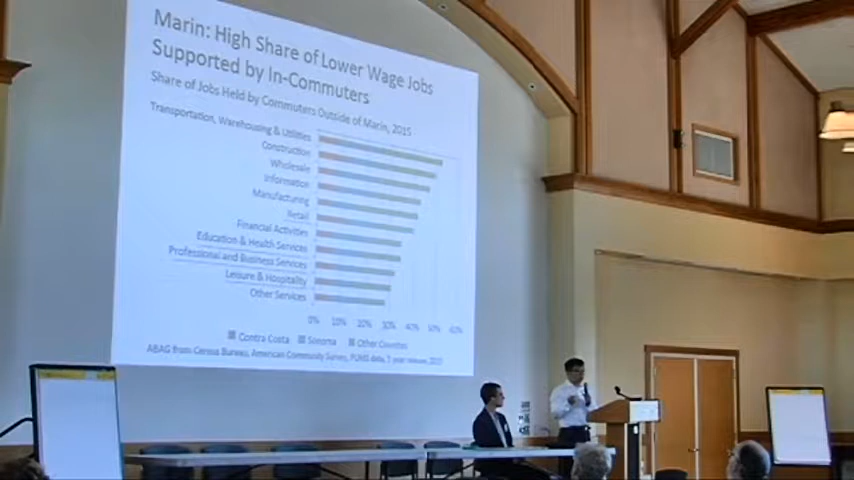 Marin: High Share of Lower Wage Jobs
Supported by In-Commuters
Share of Jobs Held by Commuters Outside of Marin, 2015
Transportation, Warehousing & Utilities
Construction
Wholesale
Information
Manufacturing
Retail
Financial Activities
Education & Health Services
Professional and Business Services
Leisure & Hospitality
Other Services
0% 10% 20% 30% 40% 50% 60%
Contra Costa Sonoma Other Counties
ABAG from Census Bureau, American Community Survey, PUMS data, 1 year release, 2015